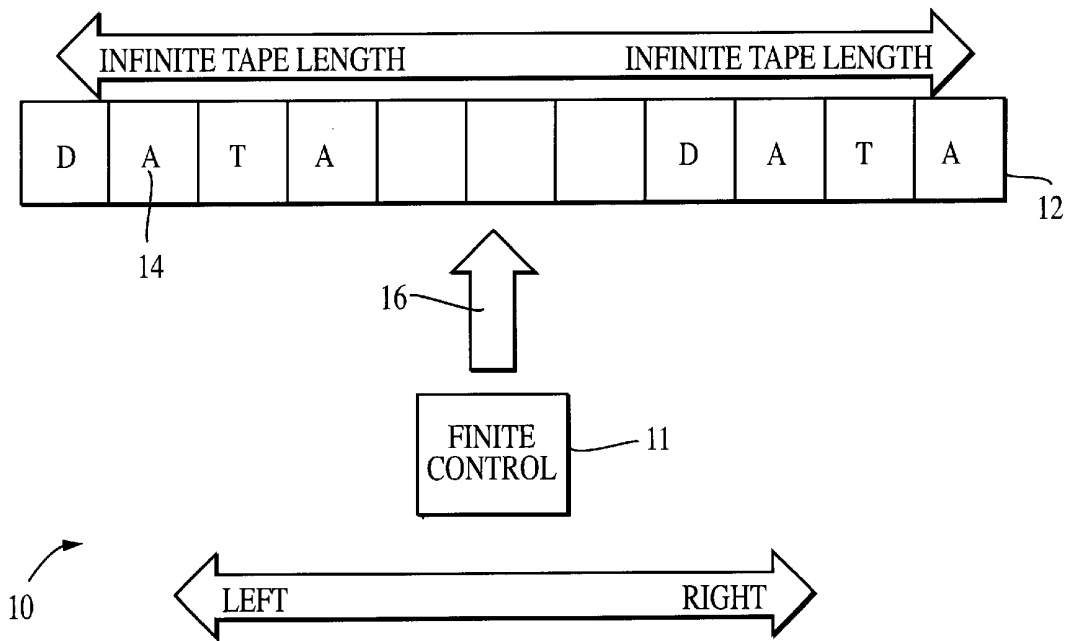 INFINITE TAPE LENGTH INFINITE TAPE LENGTH
D A T A D A T A
12
14
16
FINITE
CONTROL
11
10
LEFT RIGHT